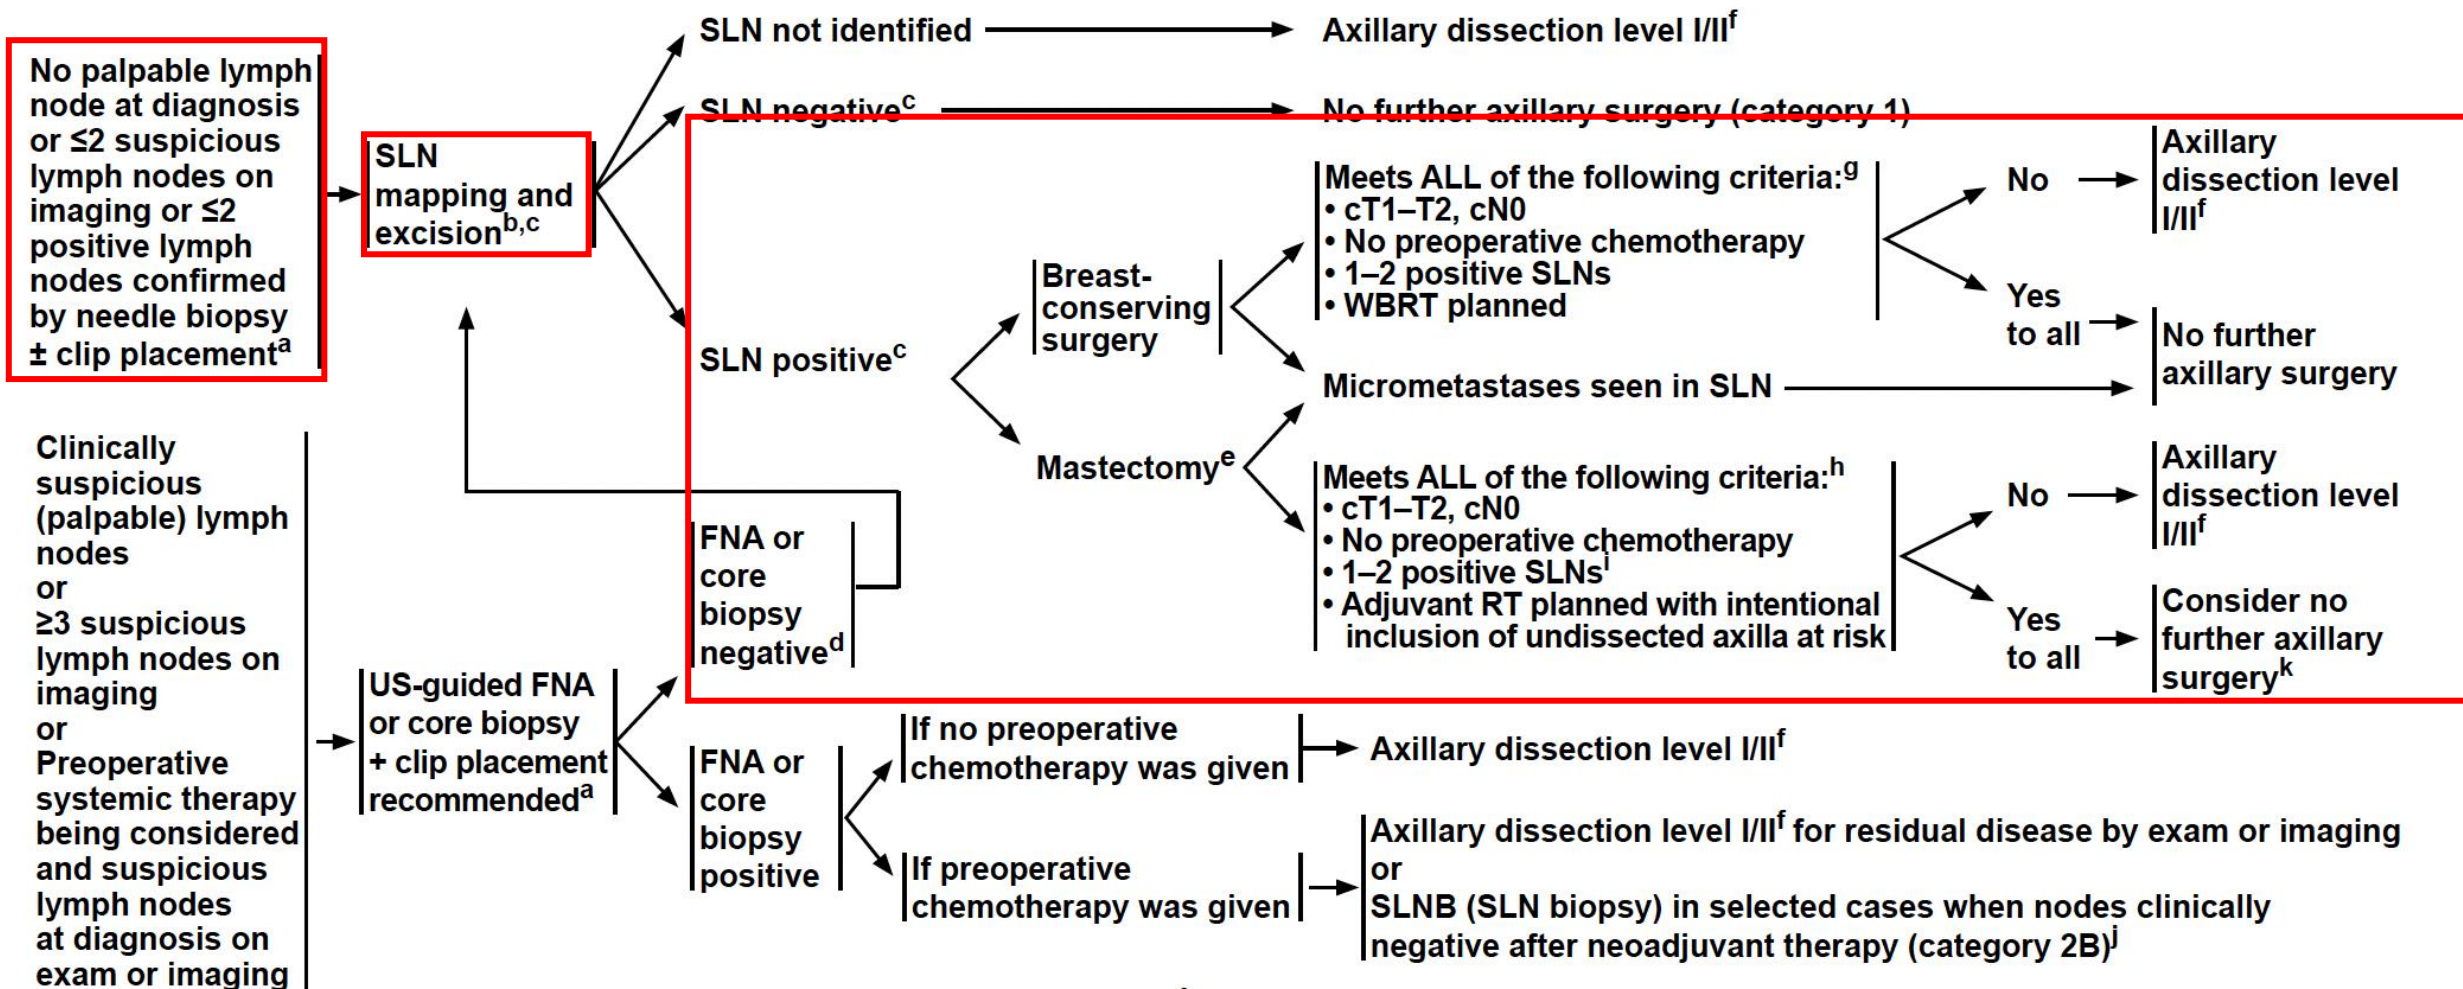 No palpable lymph
node at diagnosis
or ≤2 suspicious
lymph nodes on
imaging or ≤2
positive lymph
nodes confirmed
by needle biopsy
± clip placementa
SLN
mapping and
excisionb,c
SLN not identified
Axillary dissection level I/IIf
SLN negativec
No further axillary surgery (category 1)
SLN positivec
Breast-
conserving
surgery
Meets ALL of the following criteria:g
• cT1–T2, cN0
• No preoperative chemotherapy
• 1–2 positive SLNs
• WBRT planned
No
Axillary
dissection level
I/IIf
Yes
to all
No further
axillary surgery
Micrometastases seen in SLN
Mastectomye
Meets ALL of the following criteria:h
• cT1–T2, cN0
• No preoperative chemotherapy
• 1–2 positive SLNsi
• Adjuvant RT planned with intentional
inclusion of undissected axilla at risk
No
Axillary
dissection level
I/IIf
Yes
to all
Consider no
further axillary
surgeryk
Clinically
suspicious
(palpable) lymph
nodes
or
≥3 suspicious
lymph nodes on
imaging
or
Preoperative
systemic therapy
being considered
and suspicious
lymph nodes
at diagnosis on
exam or imaging
US-guided FNA
or core biopsy
+ clip placement
recommendeda
FNA or
core
biopsy
negatived
FNA or
core
biopsy
positive
If no preoperative
chemotherapy was given
Axillary dissection level I/IIf
If preoperative
chemotherapy was given
Axillary dissection level I/IIf for residual disease by exam or imaging
or
SLNB (SLN biopsy) in selected cases when nodes clinically
negative after neoadjuvant therapy (category 2B)j